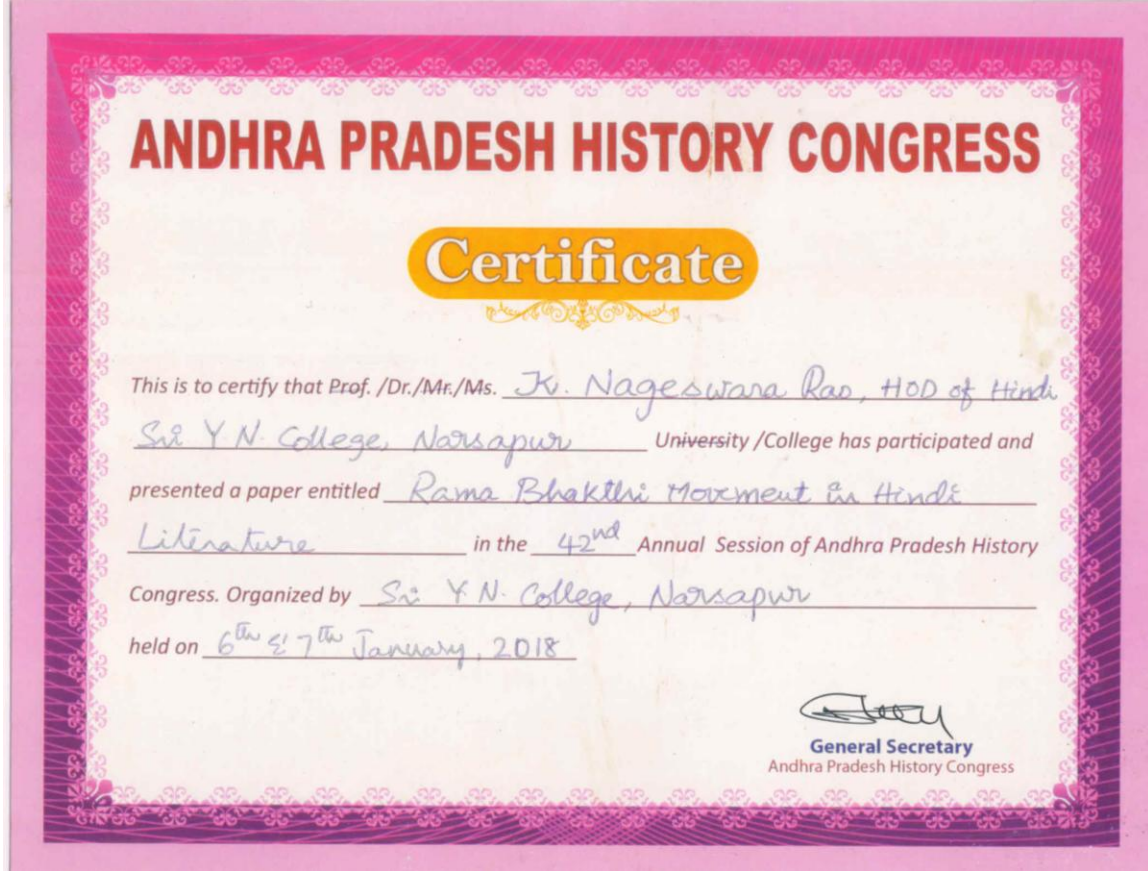 ANDHRA PRADESH HISTORY CONGRESS
Certificate
This is to certify that Prof. /Dr./Mr./Ms. K. Nageswara Rao, HOD of Hindi
Sri Y N College, Narsapur University /College has participated and
presented a paper entitled Rama Bhakthi Movement in Hindi
Literature in the 42nd Annual Session of Andhra Pradesh History
Congress. Organized by Sri Y. N. College, Narsapur
held on 6th & 7th January, 2018
General Secretary
Andhra Pradesh History Congress